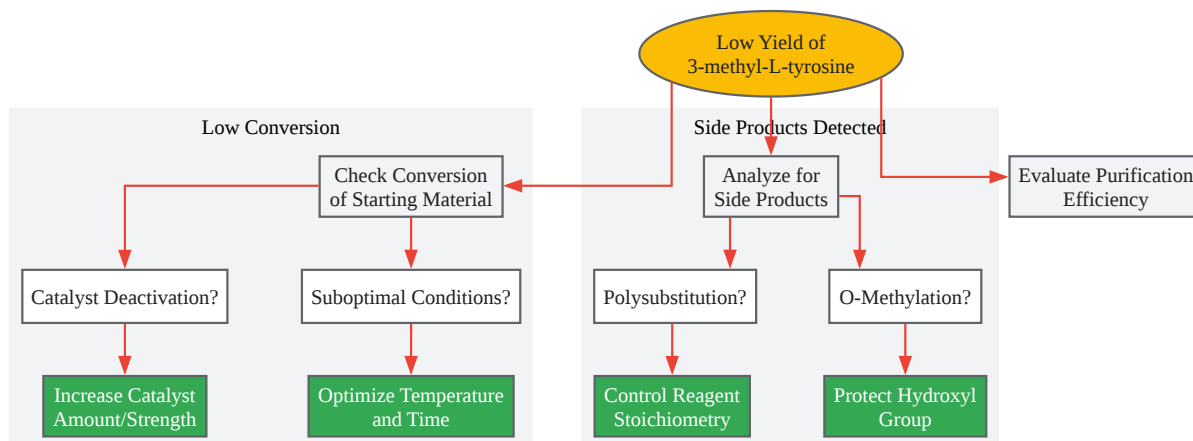 Low Yield of
3-methyl-L-tyrosine
Low Conversion
Side Products Detected
Check Conversion
of Starting Material
Analyze for
Side Products
Evaluate Purification
Efficiency
Catalyst Deactivation?
Suboptimal Conditions?
Polysubstitution?
O-Methylation?
Increase Catalyst
Amount/Strength
Optimize Temperature
and Time
Control Reagent
Stoichiometry
Protect Hydroxyl
Group